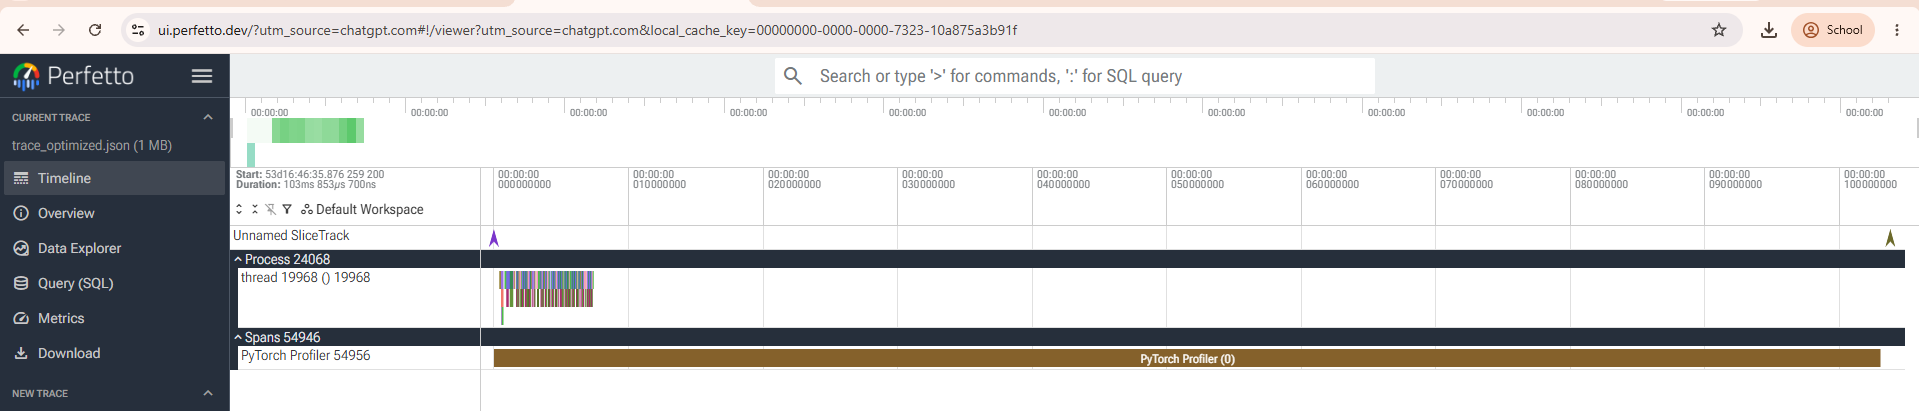 ui.perfetto.dev/?utm_source=chatgpt.com#!/viewer?utm_source=chatgpt.com&local_cache_key=00000000-0000-0000-7323-10a875a3b91f
School
Perfetto
Search or type '>' for commands, ':' for SQL query
CURRENT TRACE
trace_optimized.json (1 MB)
Timeline
Overview
Data Explorer
Query (SQL)
Metrics
Download
NEW TRACE
00:00:00 00:00:00 00:00:00 00:00:00 00:00:00 00:00:00 00:00:00 00:00:00 00:00:00 00:00:00 00:00:00
Start: 53d16:46:35.876 259 200
Duration: 103ms 853µs 700ns
00:00:00 00:00:00 00:00:00 00:00:00 00:00:00 00:00:00 00:00:00 00:00:00 00:00:00 00:00:00 00:00:00
000000000 010000000 020000000 030000000 040000000 050000000 060000000 070000000 080000000 090000000 100000000
Default Workspace
Unnamed SliceTrack
Process 24068
thread 19968 () 19968
Spans 54946
PyTorch Profiler 54956
PyTorch Profiler (0)